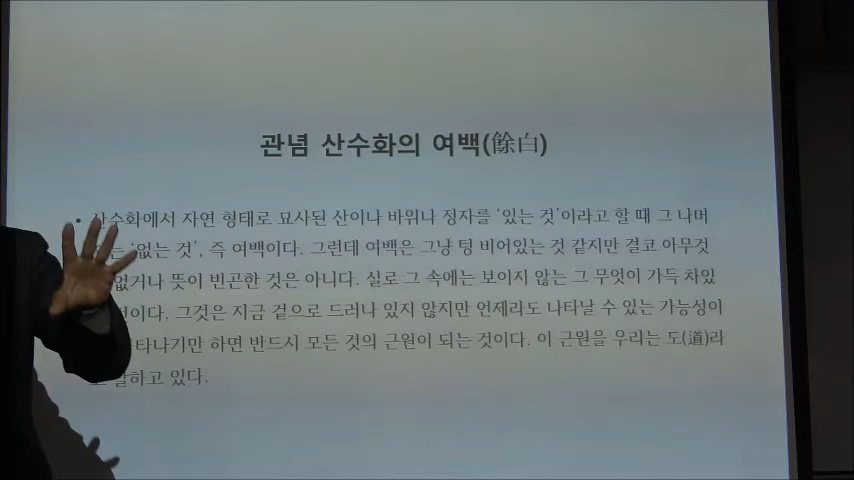 관념 산수화의 여백(餘白)
• 산수화에서 자연 형태로 묘사된 산이나 바위나 정자를 ‘있는 것’이라고 할 때 그 나머
는 ‘없는 것’, 즉 여백이다. 그런데 여백은 그냥 텅 비어있는 것 같지만 결코 아무것
없거나 뜻이 빈곤한 것은 아니다. 실로 그 속에는 보이지 않는 그 무엇이 가득 차있
것이다. 그것은 지금 겉으로 드러나 있지 않지만 언제라도 나타날 수 있는 가능성이
나타나기만 하면 반드시 모든 것의 근원이 되는 것이다. 이 근원을 우리는 도(道)라
말하고 있다.